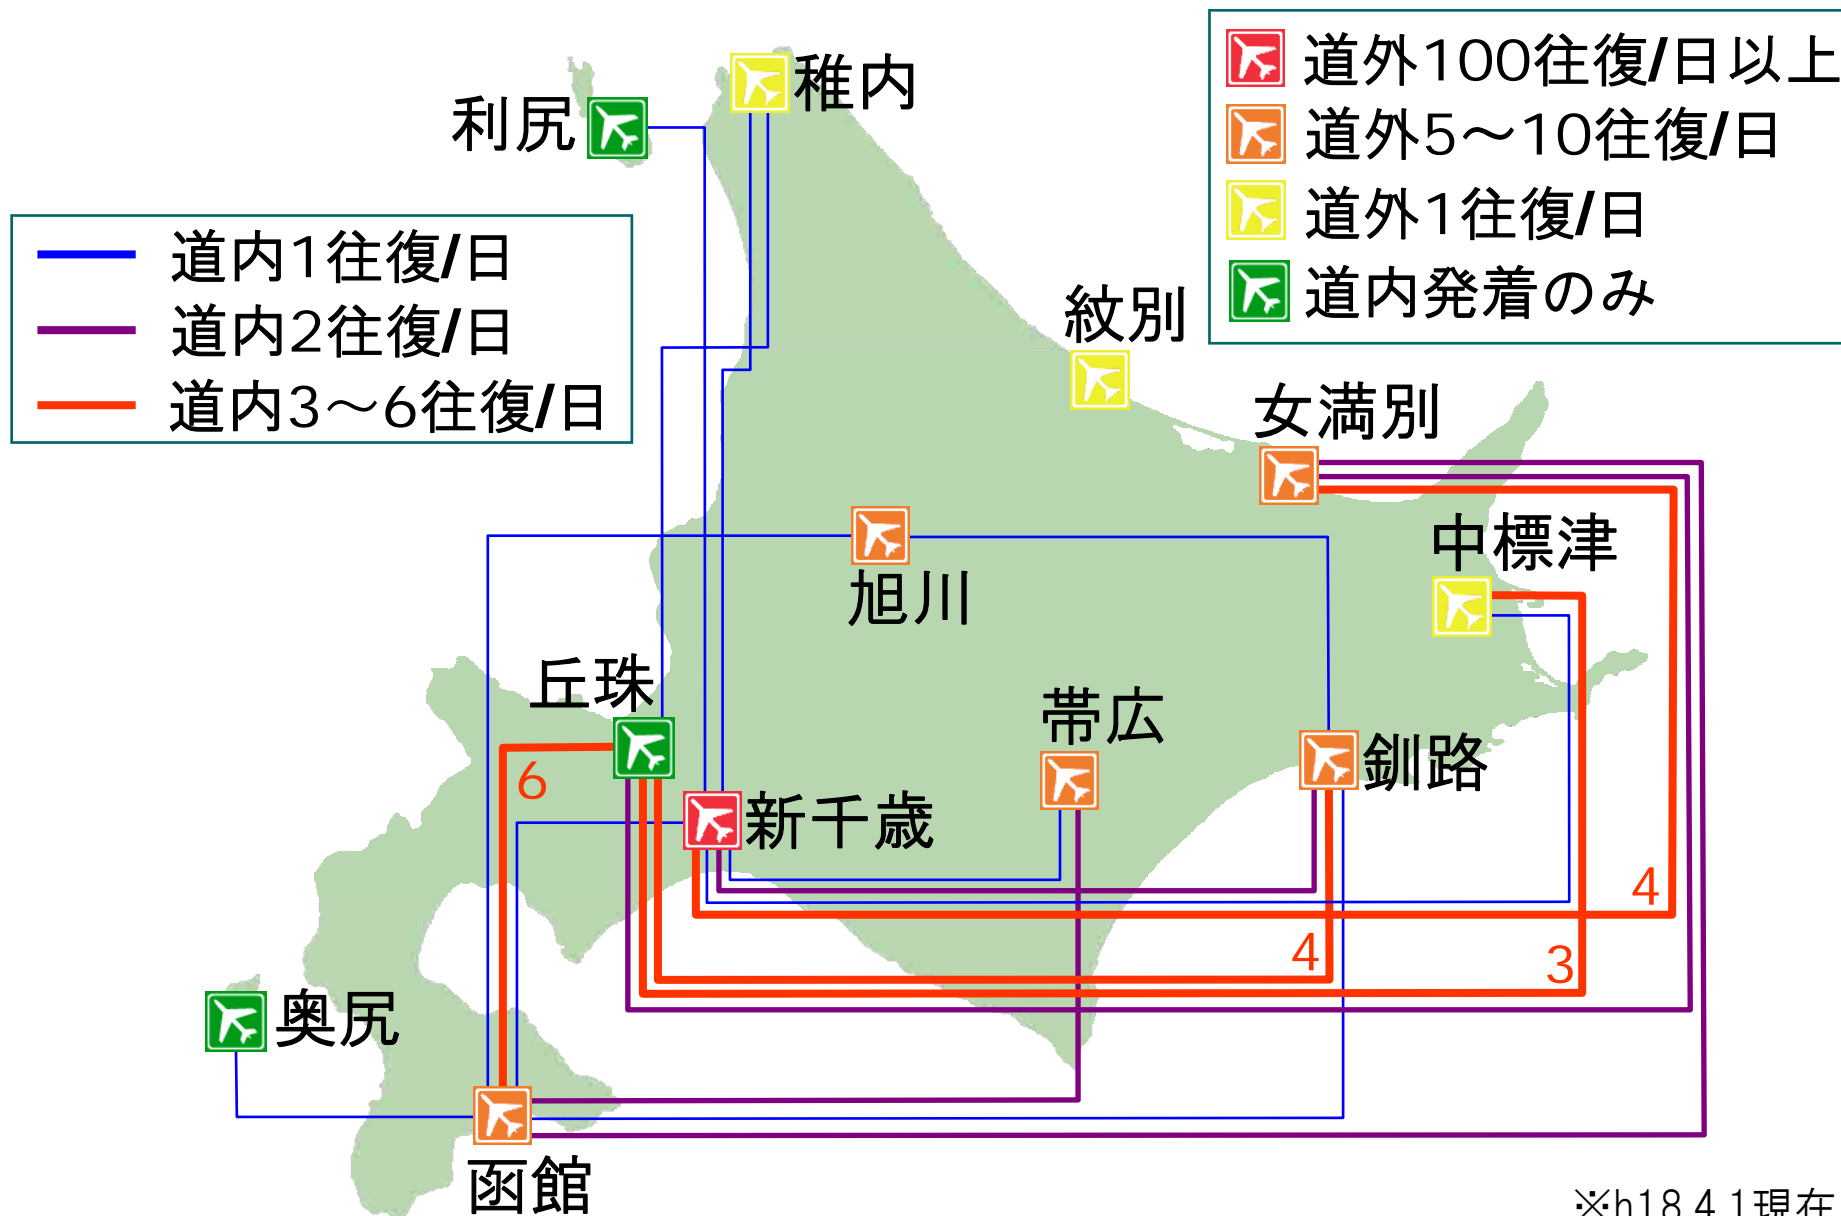 稚内
利尻
道外100往復/日以上
道外5～10往復/日
道外1往復/日
道内発着のみ
道内1往復/日
道内2往復/日
道内3～6往復/日
紋別
女満別
中標津
旭川
丘珠
帯広
釧路
6
新千歳
4
4
3
奥尻
函館
※h18.4.1現在